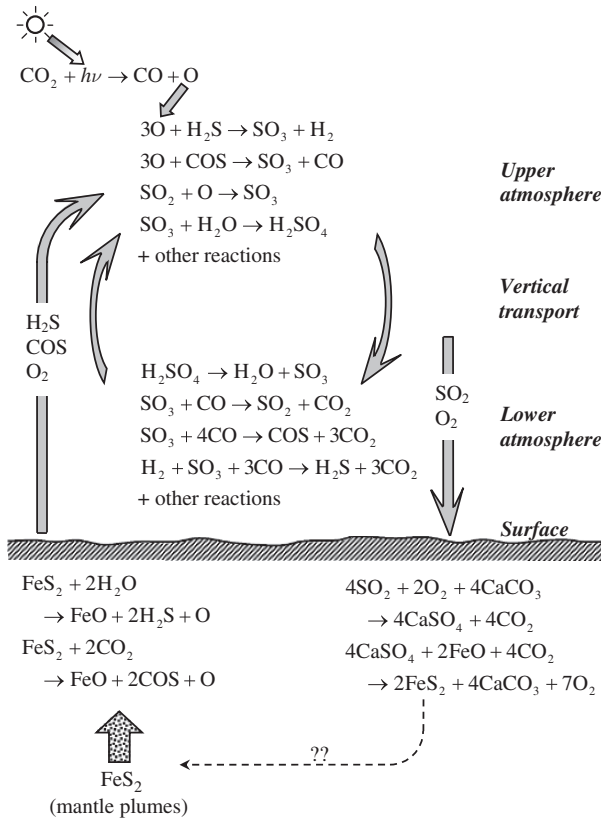 CO₂ + hν → CO + O
3O + H₂S → SO₃ + H₂
3O + COS → SO₃ + CO
SO₂ + O → SO₃
SO₃ + H₂O → H₂SO₄
+ other reactions
Upper
atmosphere
Vertical
transport
H₂S
COS
O₂
H₂SO₄ → H₂O + SO₃
SO₃ + CO → SO₂ + CO₂
SO₃ + 4CO → COS + 3CO₂
H₂ + SO₃ + 3CO → H₂S + 3CO₂
+ other reactions
SO₂
O₂
Lower
atmosphere
Surface
FeS₂ + 2H₂O
→ FeO + 2H₂S + O
FeS₂ + 2CO₂
→ FeO + 2COS + O
4SO₂ + 2O₂ + 4CaCO₃
→ 4CaSO₄ + 4CO₂
4CaSO₄ + 2FeO + 4CO₂
→ 2FeS₂ + 4CaCO₃ + 7O₂
??
FeS₂
(mantle plumes)